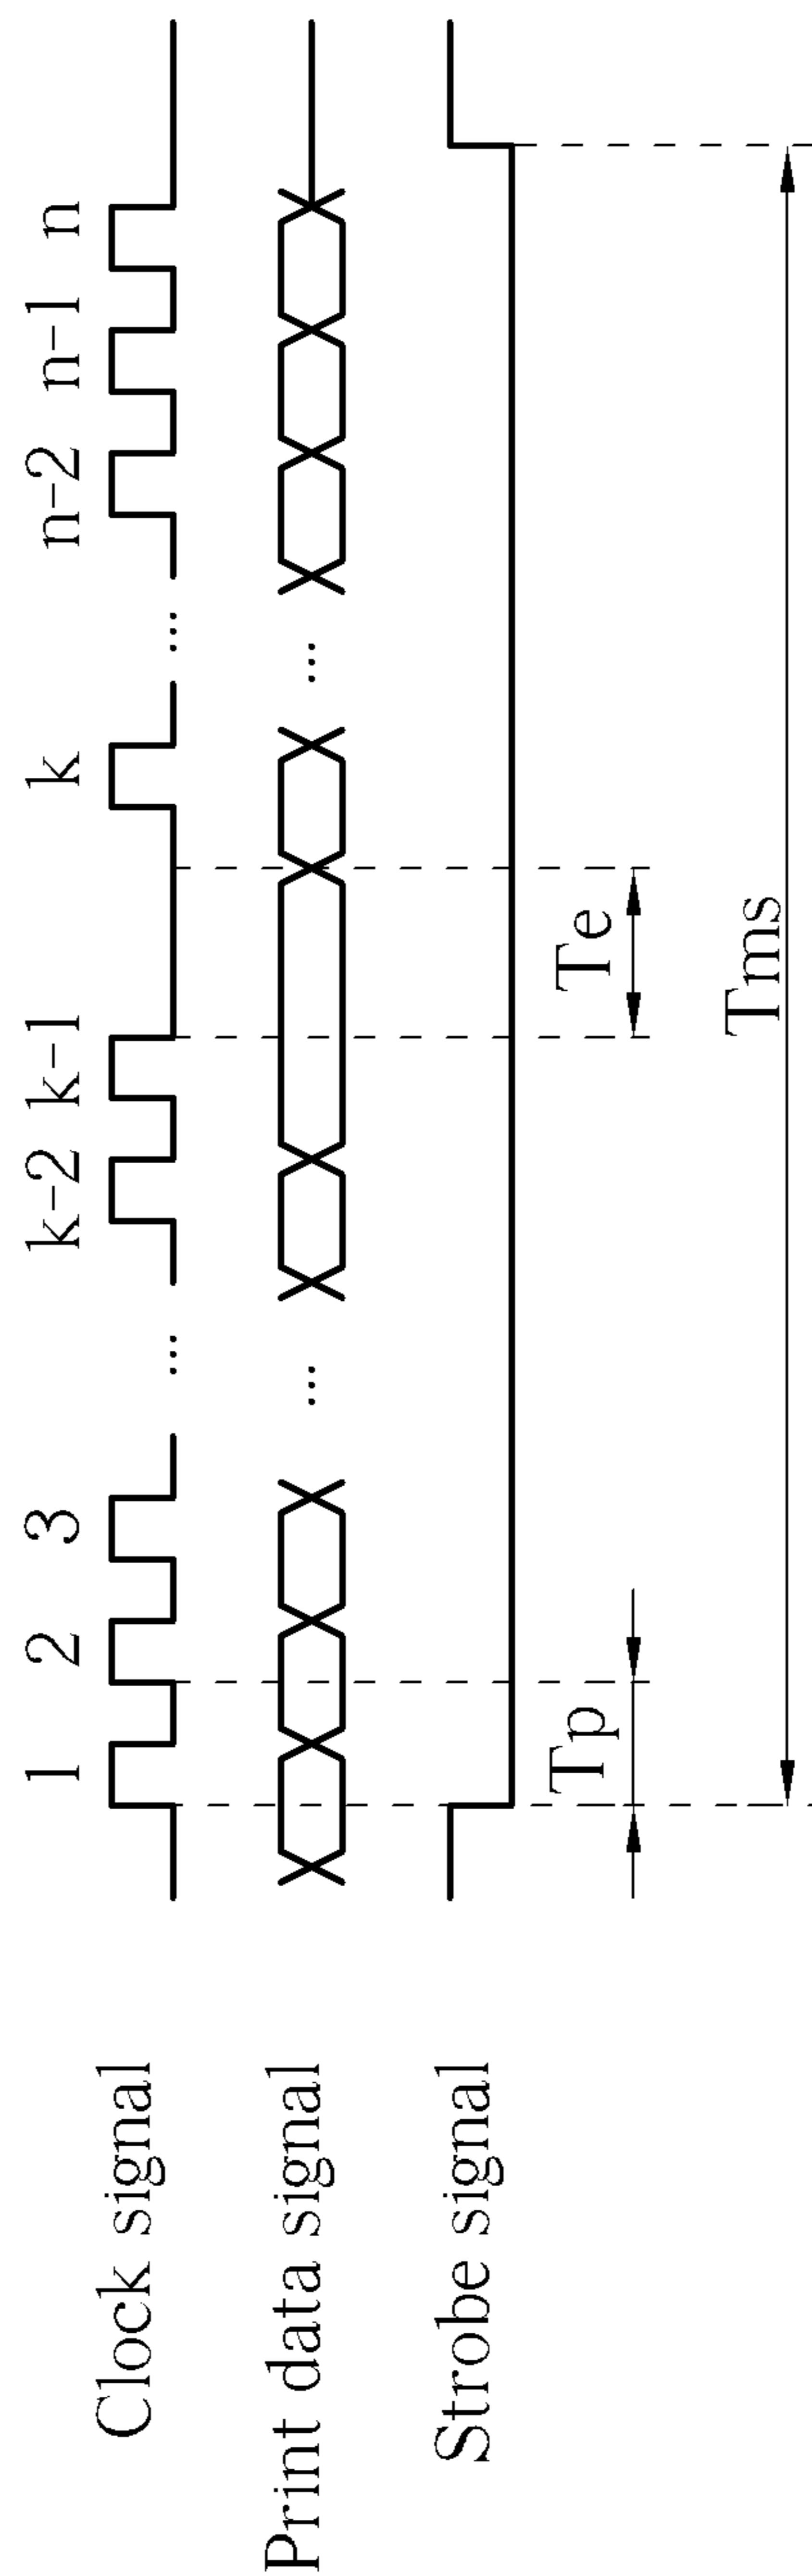 1 2 3 k-2 k-1 k n-2 n-1 n
Clock signal ... ...
Print data signal ... ...
Strobe signal
Tp Te
Tms